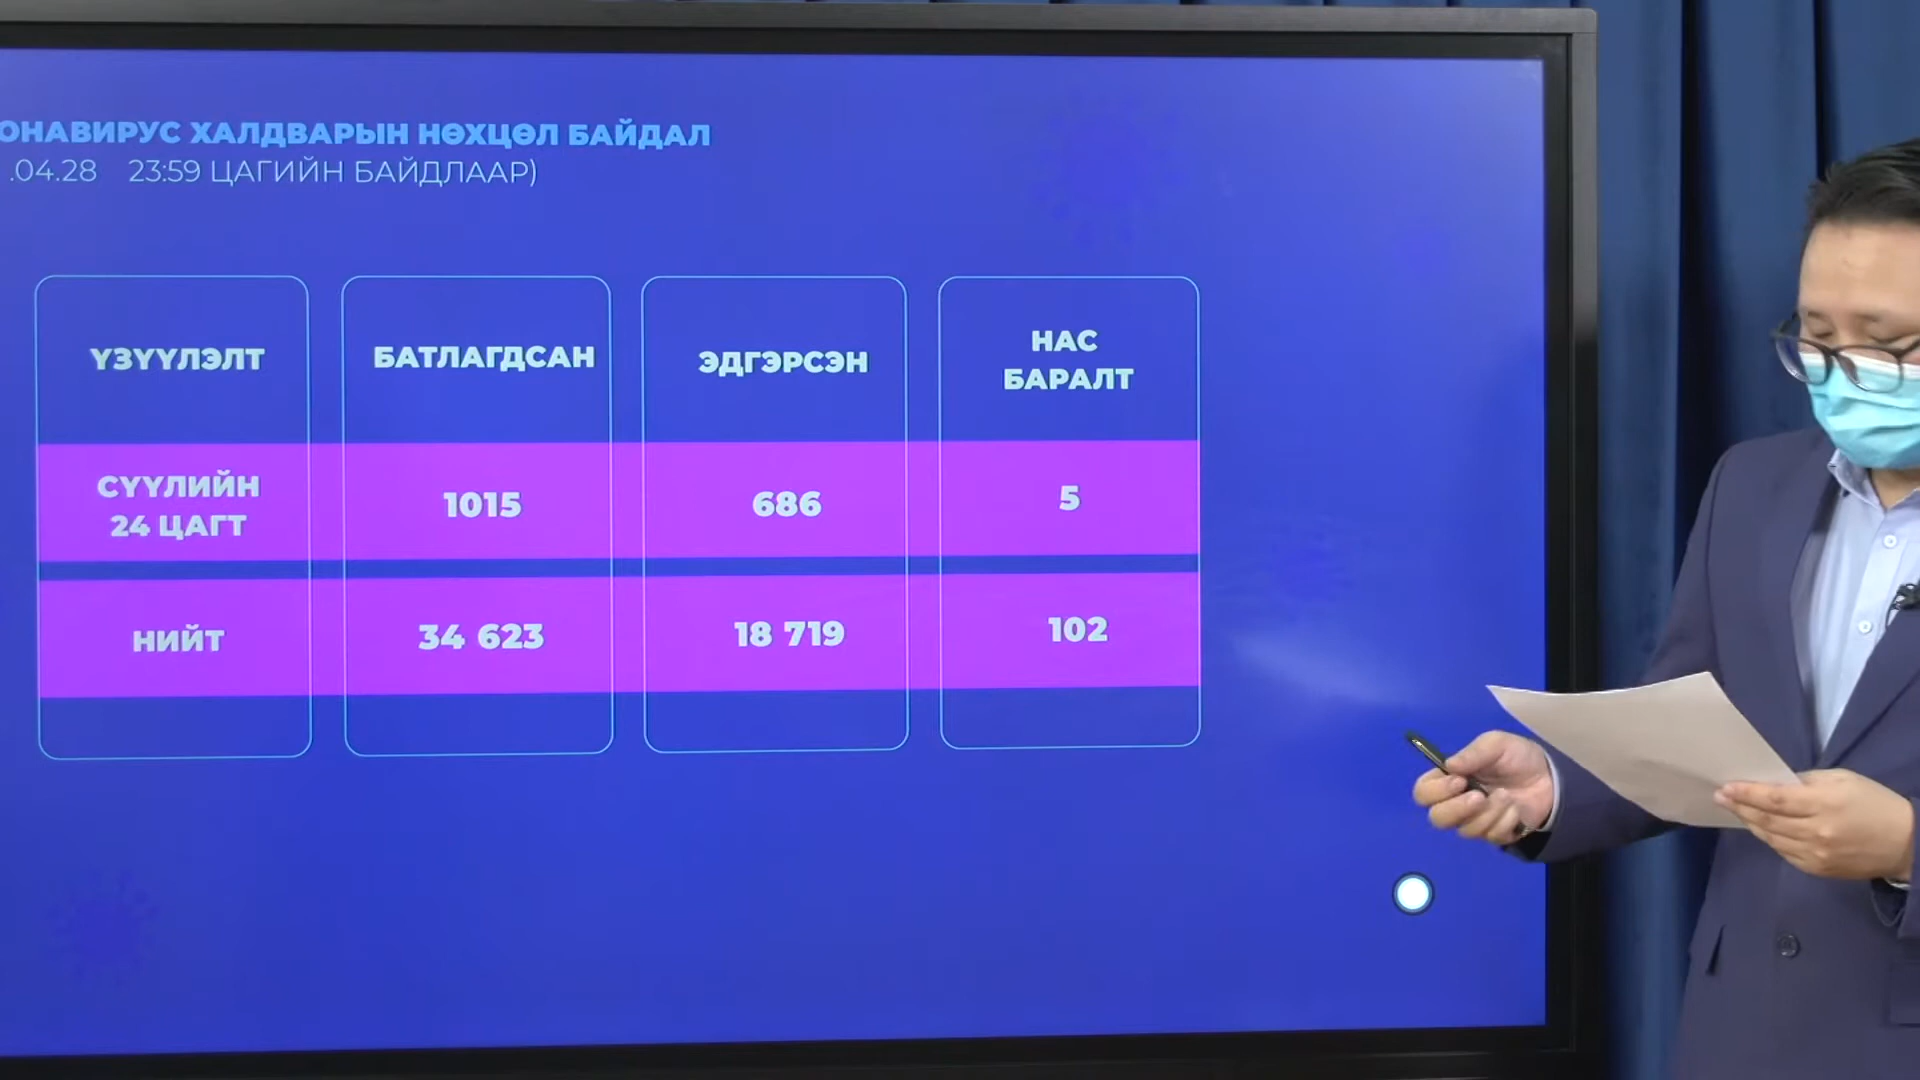 ОНАВИРУС ХАЛДВАРЫН НӨХЦӨЛ БАЙДАЛ
.04.28 23:59 ЦАГИЙН БАЙДЛААР)
ҮЗҮҮЛЭЛТ БАТЛАГДСАН ЭДГЭРСЭН НАС
БАРАЛТ
СҮҮЛИЙН
24 ЦАГТ 1015 686 5
НИЙТ 34 623 18 719 102